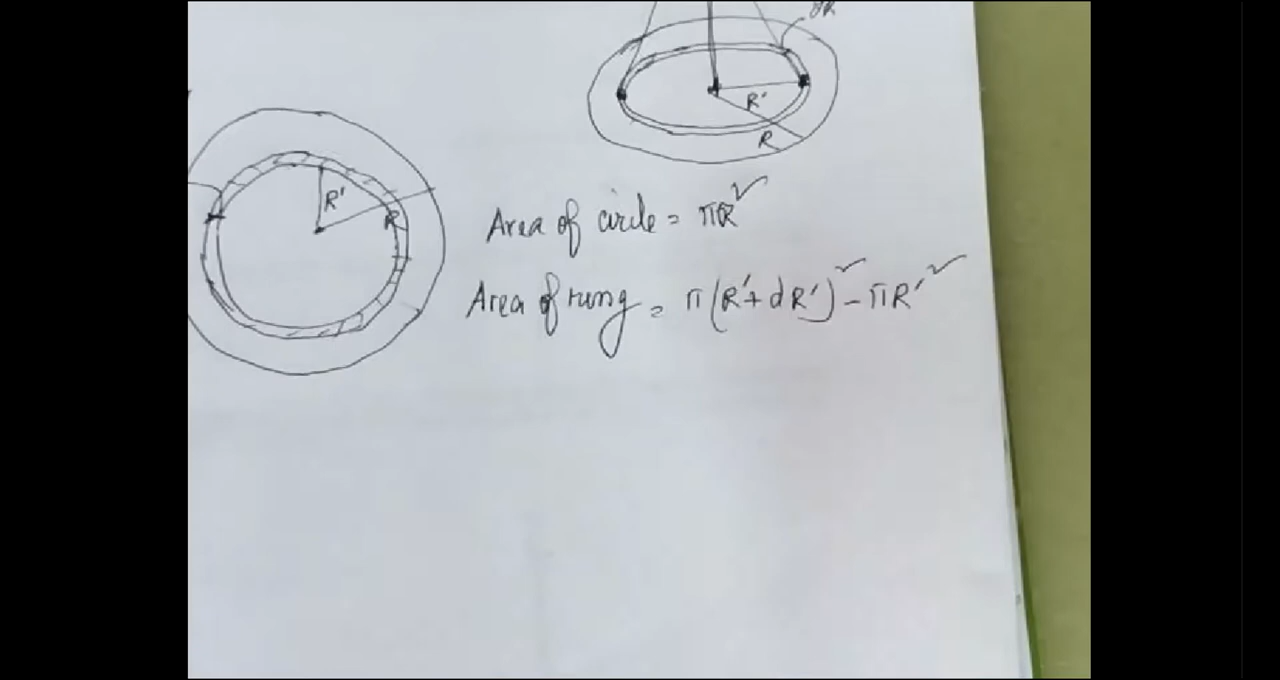 dR
R'
R
R'
R
Area of circle = πR²
Area of ring = π(R'+dR')² - πR'²